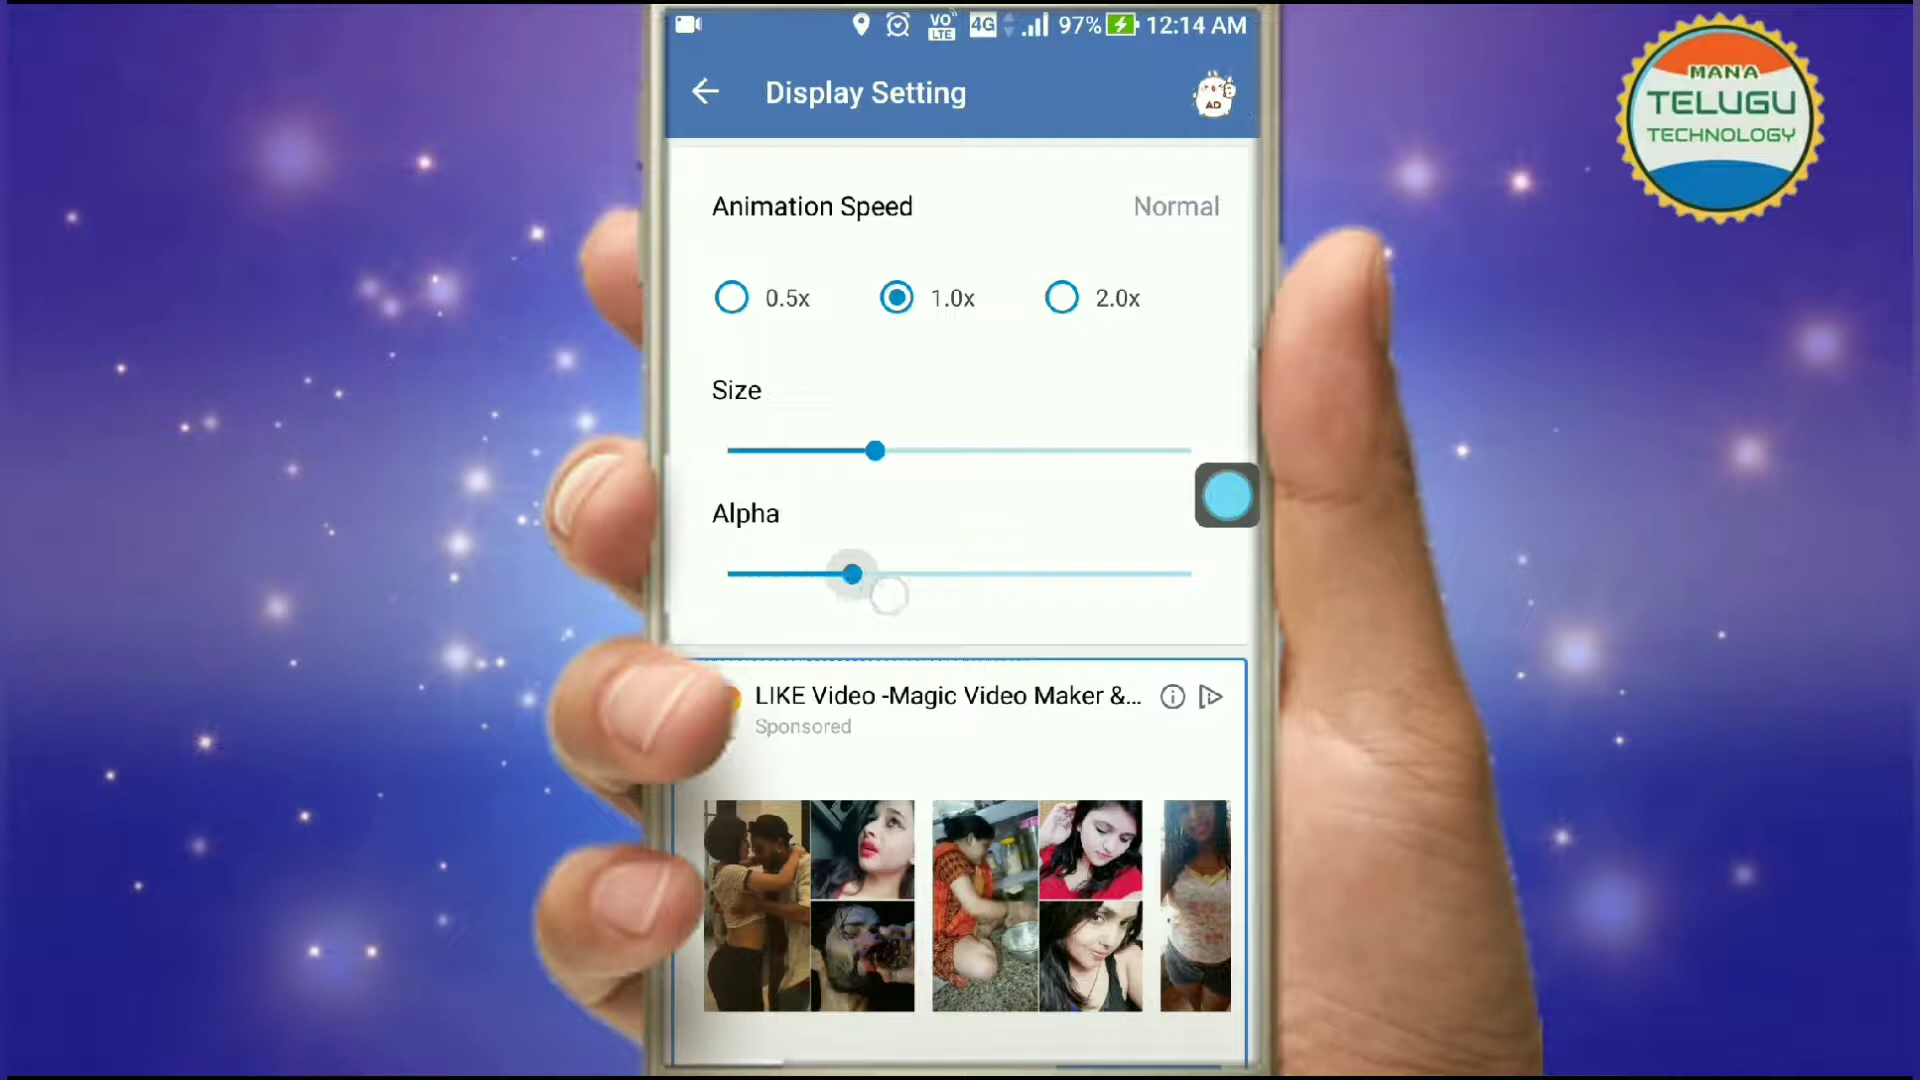 VO LTE 4G 97% 12:14 AM
Display Setting
AD
MANA
TELUGU
TECHNOLOGY
Animation Speed Normal
0.5x 1.0x 2.0x
Size
Alpha
LIKE Video -Magic Video Maker &...
Sponsored